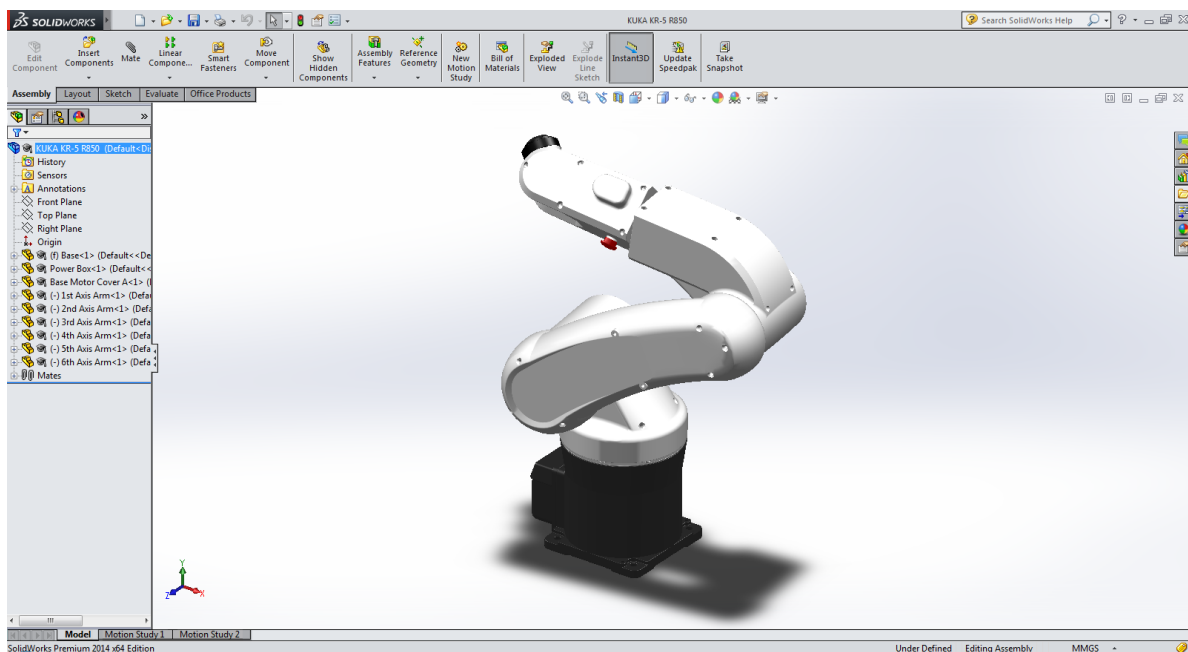 SOLIDWORKS
KUKA KR-5 R850
Search SolidWorks Help
Edit Component
Insert Components
Mate
Linear Compone...
Smart Fasteners
Move Component
Show Hidden Components
Assembly Features
Reference Geometry
New Motion Study
Bill of Materials
Exploded View
Explode Line Sketch
Instant3D
Update Speedpak
Take Snapshot
Assembly Layout Sketch Evaluate Office Products
KUKA KR-5 R850 (Default<Dis
History
Sensors
Annotations
Front Plane
Top Plane
Right Plane
Origin
(f) Base<1> (Default<<De
Power Box<1> (Default<<
Base Motor Cover A<1> (
(-) 1st Axis Arm<1> (Defau
(-) 2nd Axis Arm<1> (Defa
(-) 3rd Axis Arm<1> (Defa
(-) 4th Axis Arm<1> (Defa
(-) 5th Axis Arm<1> (Defa
(-) 6th Axis Arm<1> (Defa
Mates
Y
Z X
Model Motion Study 1 Motion Study 2
SolidWorks Premium 2014 x64 Edition
Under Defined Editing Assembly MMGS